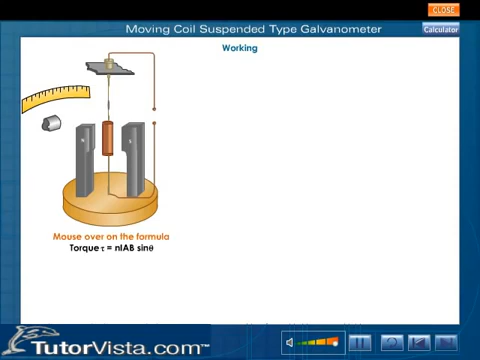 CLOSE
Moving Coil Suspended Type Galvanometer
Calculator
Working
Mouse over on the formula
Torque τ = nIAB sinθ
TutorVista.com™